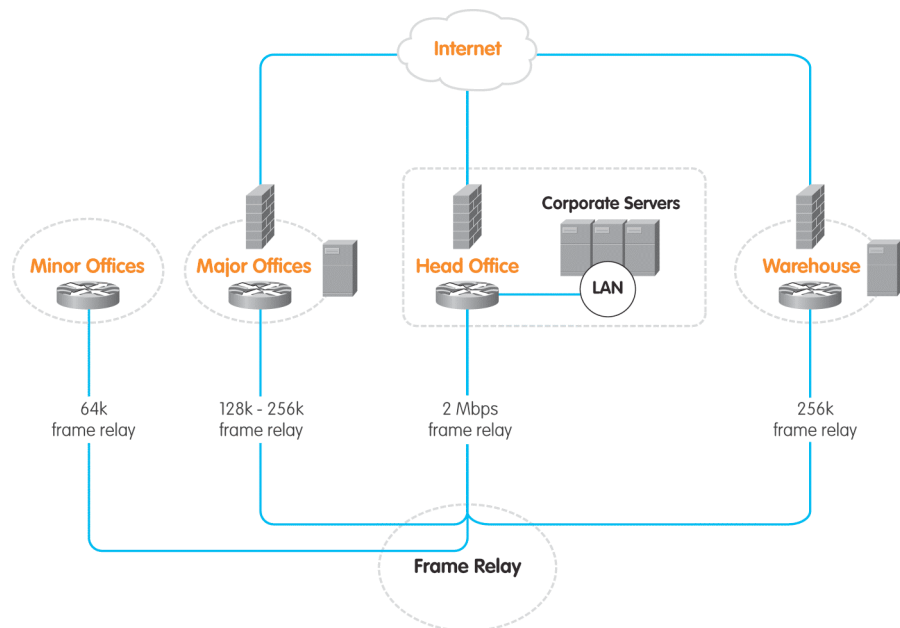 Internet
Corporate Servers
Minor Offices
Major Offices
Head Office
Warehouse
LAN
64k
frame relay
128k - 256k
frame relay
2 Mbps
frame relay
256k
frame relay
Frame Relay